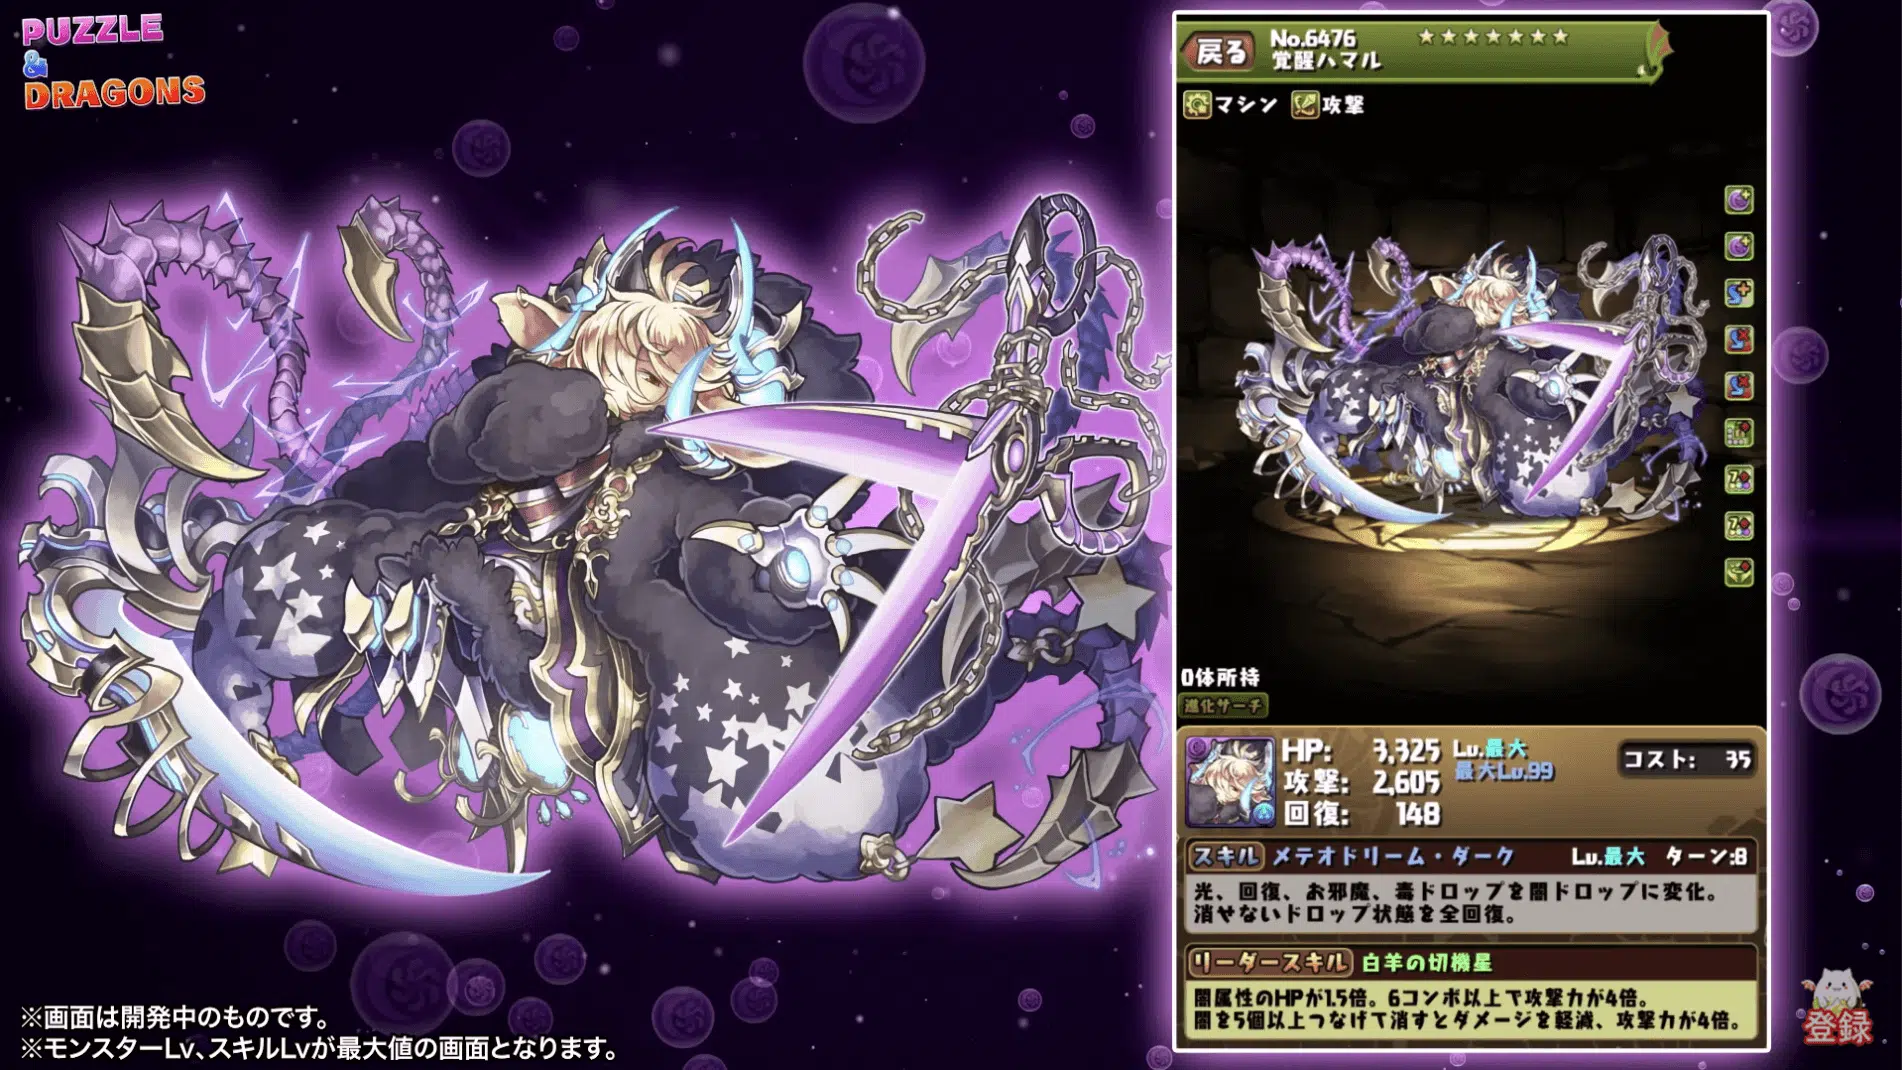 PUZZLE
&
DRAGONS
戻る
No.6476
覚醒ハマル
マシン
攻撃
0体所持
進化サーチ
HP: 3,325 Lv.最大
最大Lv.99
攻撃: 2,605
回復: 148
コスト: 35
スキル メテオドリーム・ダーク Lv.最大 ターン:8
光、回復、お邪魔、毒ドロップを闇ドロップに変化。
消せないドロップ状態を全回復。
リーダースキル 白羊の切機星
闇属性のHPが1.5倍。6コンボ以上で攻撃力が4倍。
闇を5個以上つなげて消すとダメージを軽減、攻撃力が4倍。
※画面は開発中のものです。
※モンスターLv、スキルLvが最大値の画面となります。
登録